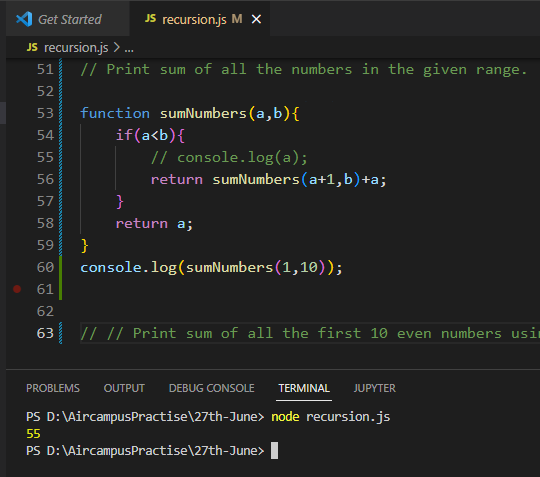 Get Started
JS recursion.js M
JS recursion.js > ...
51 // Print sum of all the numbers in the given range.
52
53 function sumNumbers(a,b){
54     if(a<b){
55         // console.log(a);
56         return sumNumbers(a+1,b)+a;
57     }
58     return a;
59 }
60 console.log(sumNumbers(1,10));
61
62
63 // // Print sum of all the first 10 even numbers usi
PROBLEMS OUTPUT DEBUG CONSOLE TERMINAL JUPYTER
PS D:\AircampusPractise\27th-June> node recursion.js
55
PS D:\AircampusPractise\27th-June>